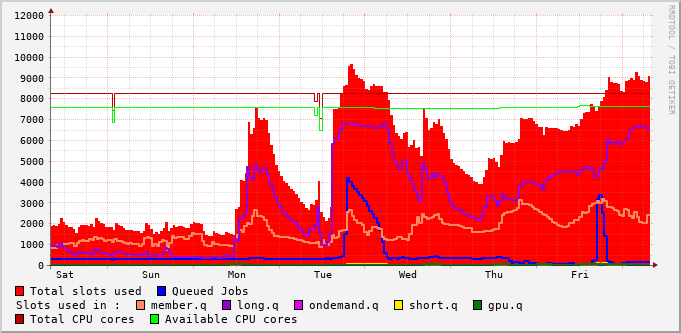 12000
11000
10000
9000
8000
7000
6000
5000
4000
3000
2000
1000
0
Sat Sun Mon Tue Wed Thu Fri
RRDTOOL / TOBI OETIKER
Total slots used Queued Jobs
Slots used in : member.q long.q ondemand.q short.q gpu.q
Total CPU cores Available CPU cores